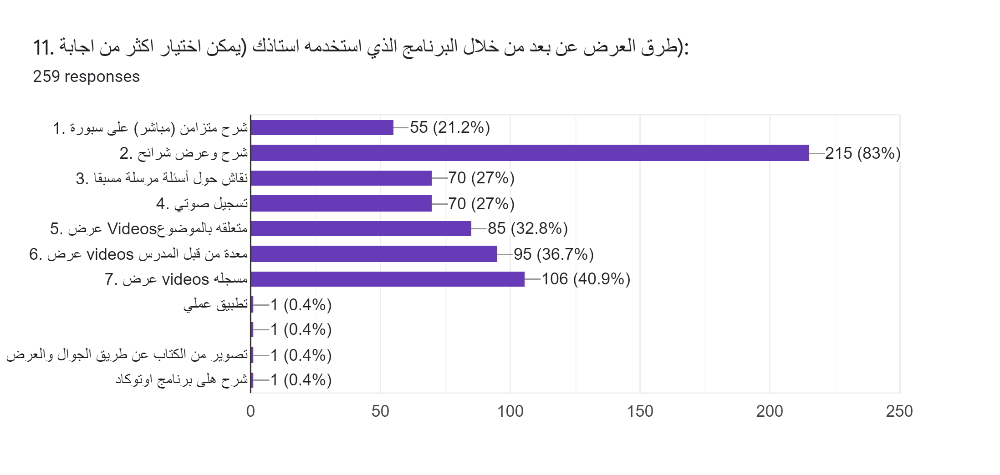 11. طرق العرض عن بعد من خلال البرنامج الذي استخدمه استاذك (يمكن اختيار اكثر من اجابة):
259 responses
1. شرح متزامن (مباشر) على سبورة
55 (21.2%)
2. شرح وعرض شرائح
215 (83%)
3. نقاش حول أسئلة مرسلة مسبقا
70 (27%)
4. تسجيل صوتي
70 (27%)
5. عرض Videosمتعلقه بالموضوع
85 (32.8%)
6. عرض videos معدة من قبل المدرس
95 (36.7%)
7. عرض videos مسجله
106 (40.9%)
تطبيق عملي
1 (0.4%)
1 (0.4%)
تصوير من الكتاب عن طريق الجوال والعرض
1 (0.4%)
شرح هلى برنامج اوتوكاد
1 (0.4%)
0 50 100 150 200 250